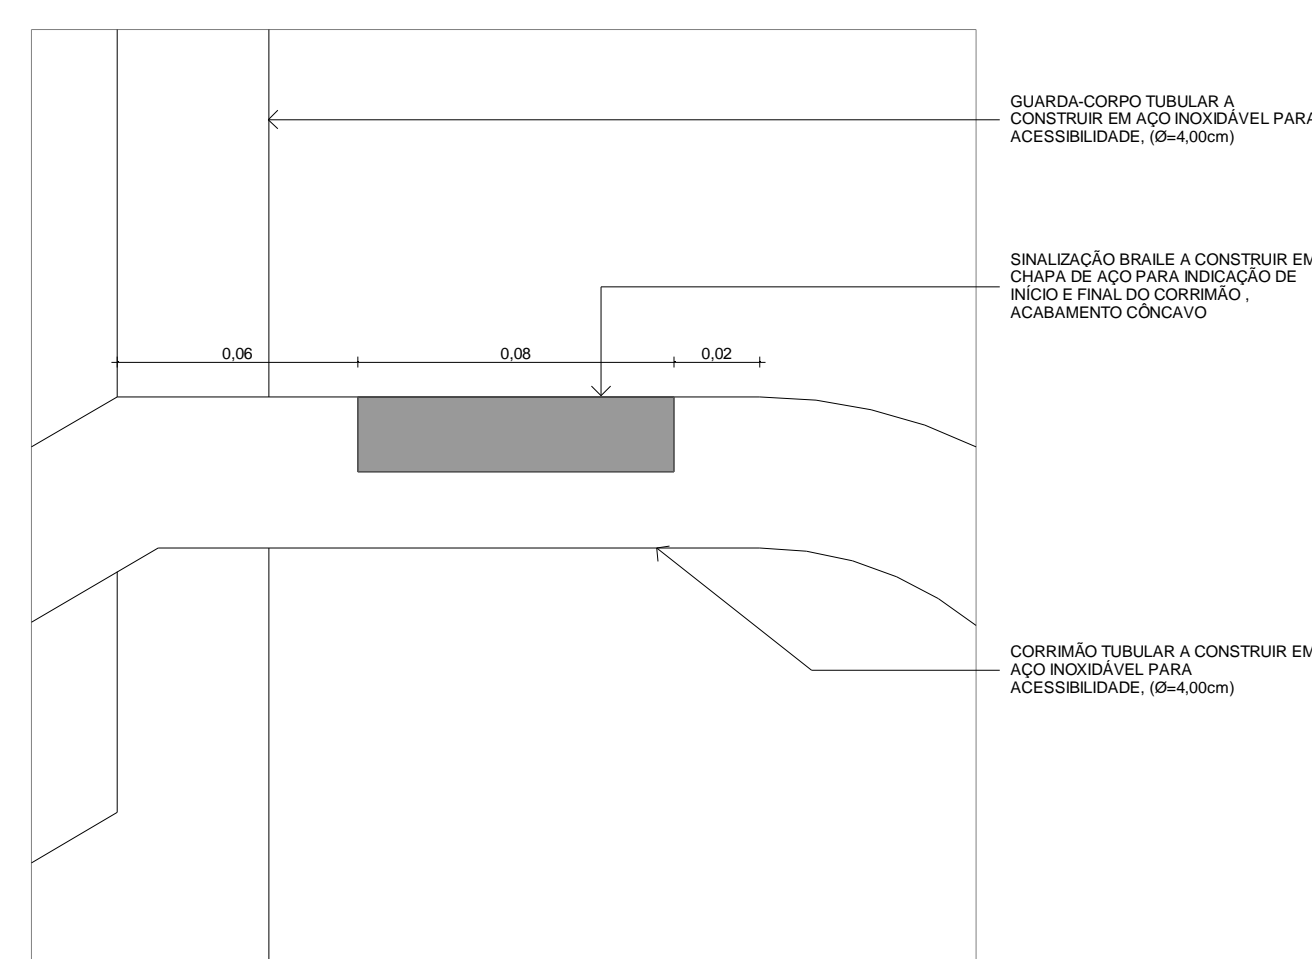 GUARDA-CORPO TUBULAR A
CONSTRUIR EM AÇO INOXIDÁVEL PARA
ACESSIBILIDADE, (Ø=4,00cm)
SINALIZAÇÃO BRAILE A CONSTRUIR EM
CHAPA DE AÇO PARA INDICAÇÃO DE
INÍCIO E FINAL DO CORRIMÃO ,
ACABAMENTO CÔNCAVO
0,06 0,08 0,02
CORRIMÃO TUBULAR A CONSTRUIR EM
AÇO INOXIDÁVEL PARA
ACESSIBILIDADE, (Ø=4,00cm)